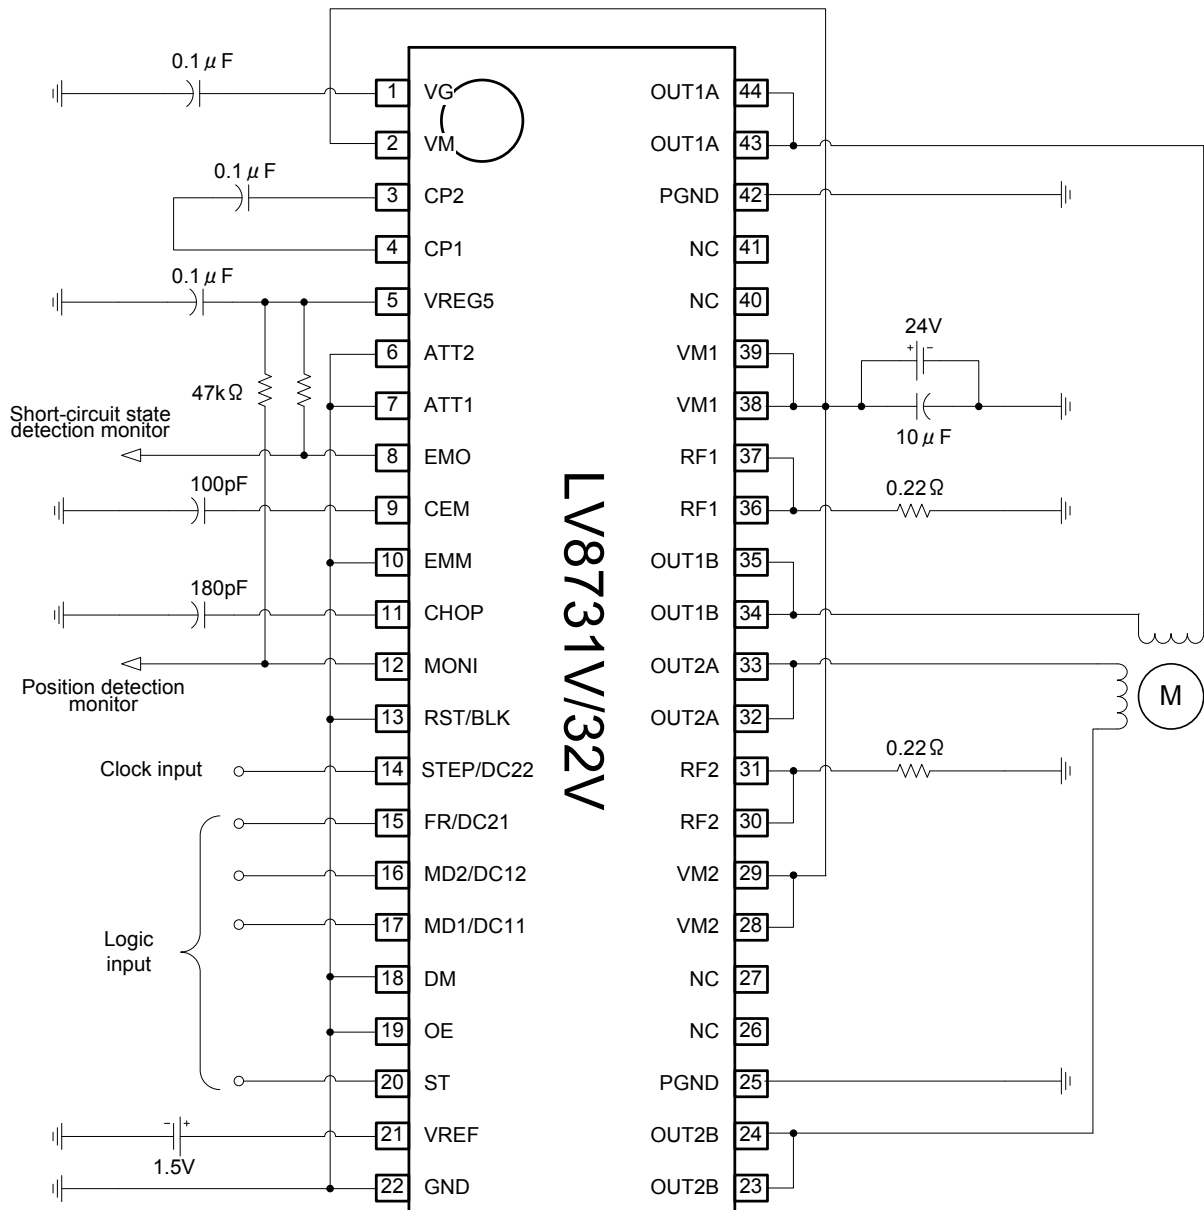 0.1μF
1 VG OUT1A 44
2 VM OUT1A 43
0.1μF
3 CP2 PGND 42
4 CP1 NC 41
0.1μF
5 VREG5 NC 40
24V
+ −
6 ATT2 VM1 39
47kΩ
7 ATT1 VM1 38
Short-circuit state
detection monitor
10μF
8 EMO RF1 37
100pF
0.22Ω
9 CEM RF1 36
LV8731V/32V
10 EMM OUT1B 35
180pF
11 CHOP OUT1B 34
12 MONI OUT2A 33
Position detection
monitor
M
13 RST/BLK OUT2A 32
0.22Ω
Clock input
14 STEP/DC22 RF2 31
15 FR/DC21 RF2 30
16 MD2/DC12 VM2 29
17 MD1/DC11 VM2 28
Logic
input
18 DM NC 27
19 OE NC 26
20 ST PGND 25
− +
21 VREF OUT2B 24
1.5V
22 GND OUT2B 23